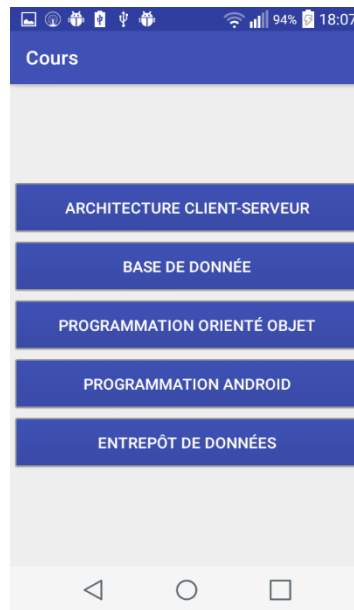 94% 18:07
Cours
ARCHITECTURE CLIENT-SERVEUR
BASE DE DONNÉE
PROGRAMMATION ORIENTÉ OBJET
PROGRAMMATION ANDROID
ENTREPÔT DE DONNÉES